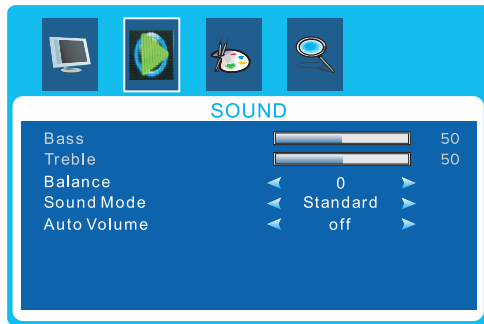 SOUND
Bass 50
Treble 50
Balance 0
Sound Mode Standard
Auto Volume off